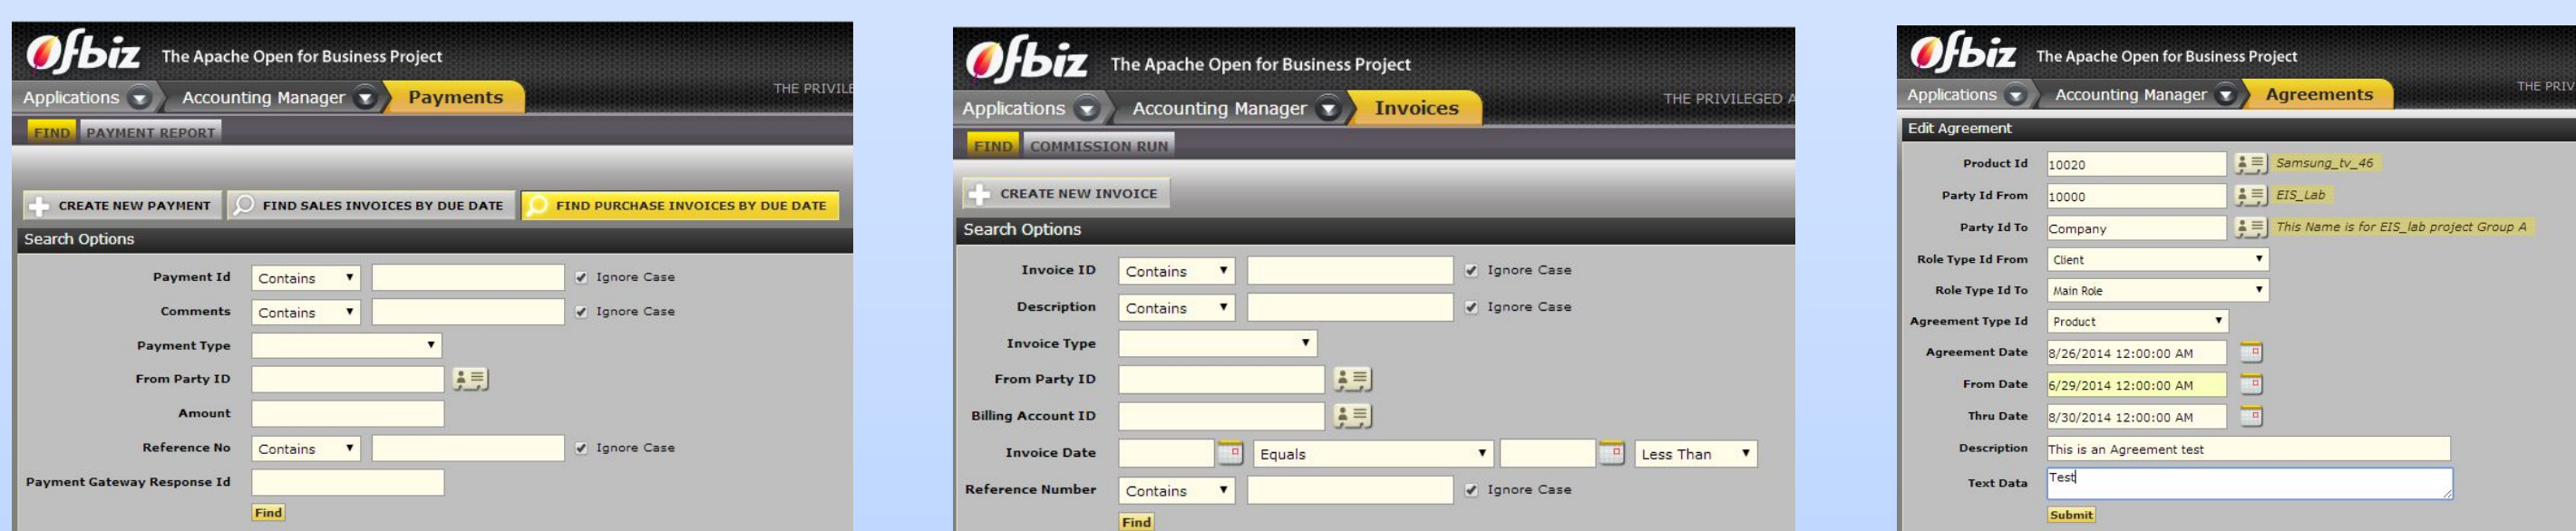 Ofbiz The Apache Open for Business Project
Applications Accounting Manager Payments THE PRIVILE
FIND PAYMENT REPORT
CREATE NEW PAYMENT FIND SALES INVOICES BY DUE DATE FIND PURCHASE INVOICES BY DUE DATE
Search Options
Payment Id Contains Ignore Case
Comments Contains Ignore Case
Payment Type
From Party ID
Amount
Reference No Contains Ignore Case
Payment Gateway Response Id
Find
Ofbiz The Apache Open for Business Project
Applications Accounting Manager Invoices THE PRIVILEGED A
FIND COMMISSION RUN
CREATE NEW INVOICE
Search Options
Invoice ID Contains Ignore Case
Description Contains Ignore Case
Invoice Type
From Party ID
Billing Account ID
Invoice Date Equals Less Than
Reference Number Contains Ignore Case
Find
Ofbiz The Apache Open for Business Project
Applications Accounting Manager Agreements THE PRIV
Edit Agreement
Product Id 10020 Samsung_tv_46
Party Id From 10000 EIS_Lab
Party Id To Company This Name is for EIS_lab project Group A
Role Type Id From Client
Role Type Id To Main Role
Agreement Type Id Product
Agreement Date 8/26/2014 12:00:00 AM
From Date 6/29/2014 12:00:00 AM
Thru Date 8/30/2014 12:00:00 AM
Description This is an Agreement test
Text Data Test
Submit